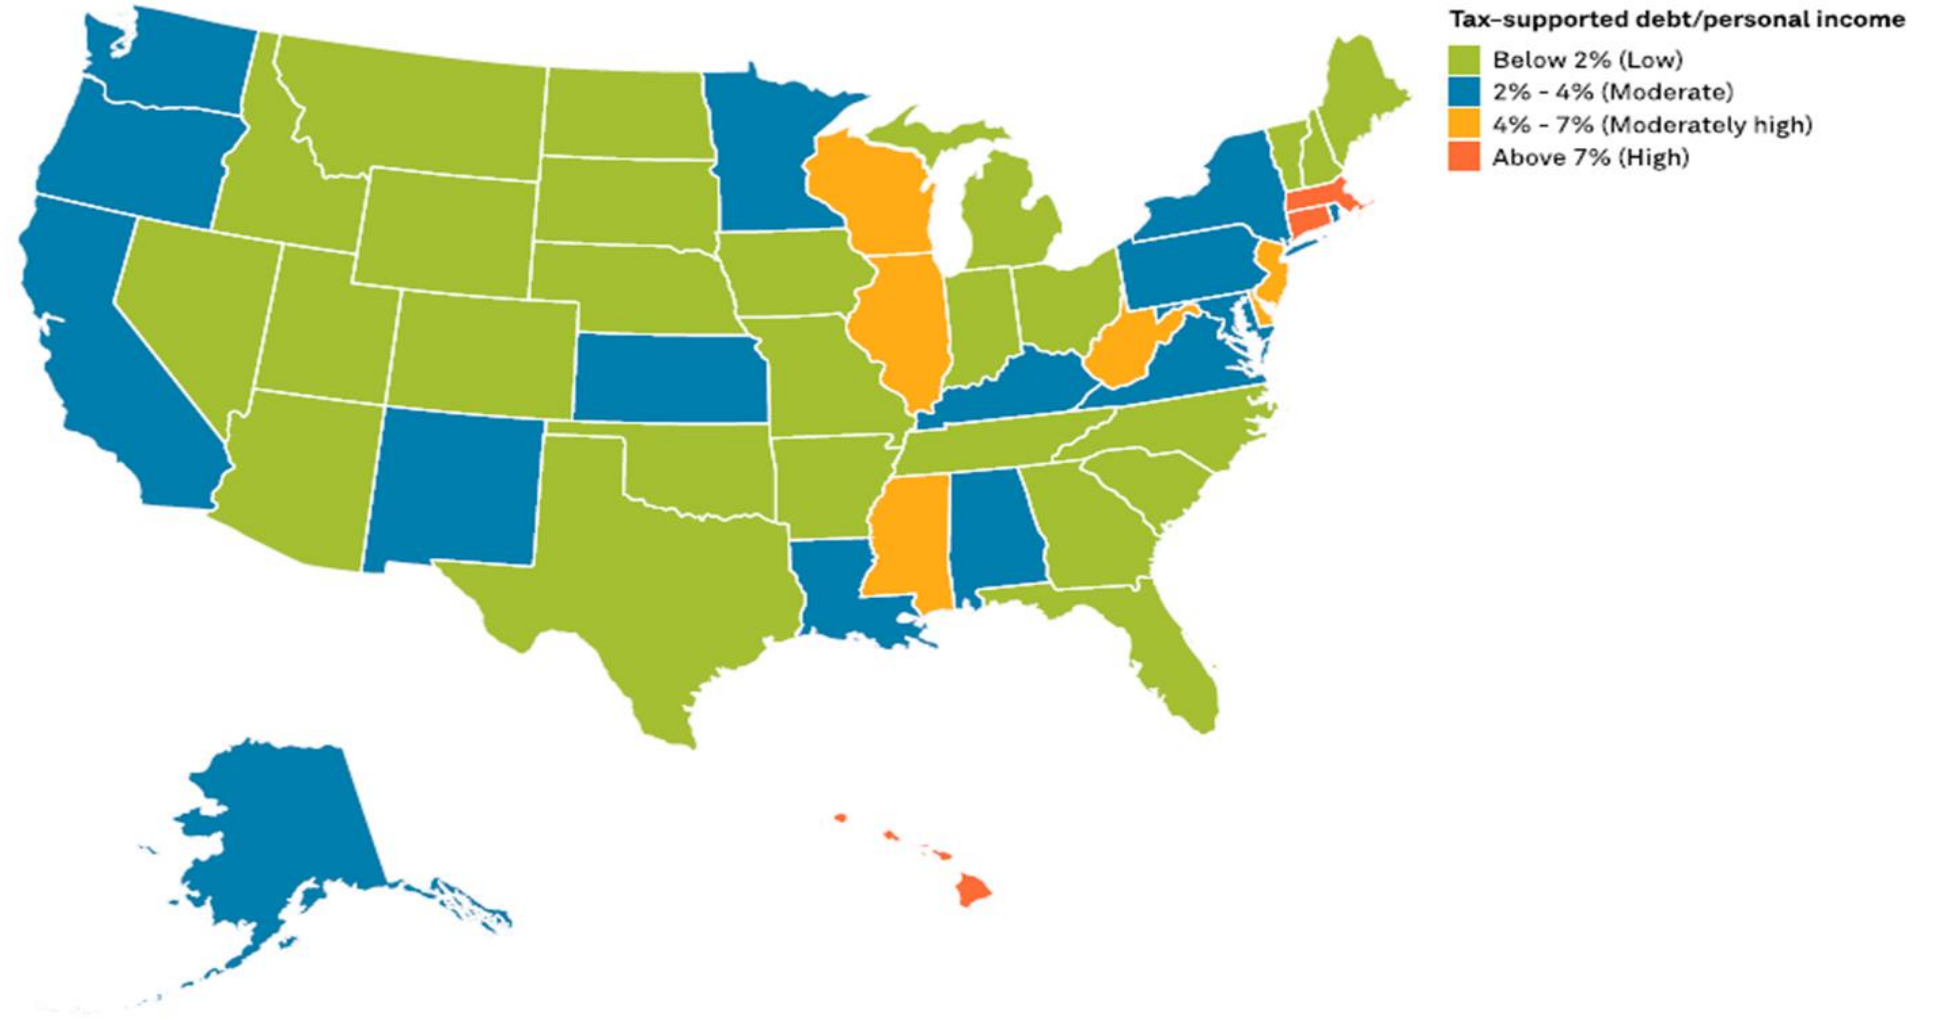 Tax-supported debt/personal income
Below 2% (Low)
2% - 4% (Moderate)
4% - 7% (Moderately high)
Above 7% (High)